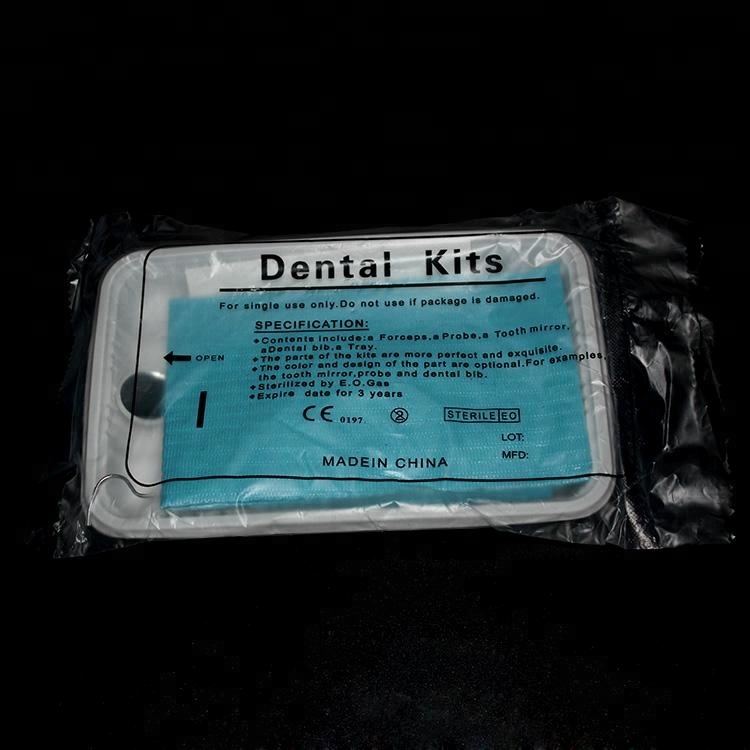 Dental Kits
For single use only.Do not use if package is damaged.
SPECIFICATION:
Contents include:a Forceps,a Probe,a Tooth mirror,
aDental bib,a Tray.
The parts of the kits are more perfect and exquisite.
The color and design of the part are optional.For examples,
the tooth mirror,probe and dental bib.
Sterilized by E.O.Gas
Expire date for 3 years
OPEN
CE 0197
2
STERILE EO
LOT:
MFD:
MADEIN CHINA